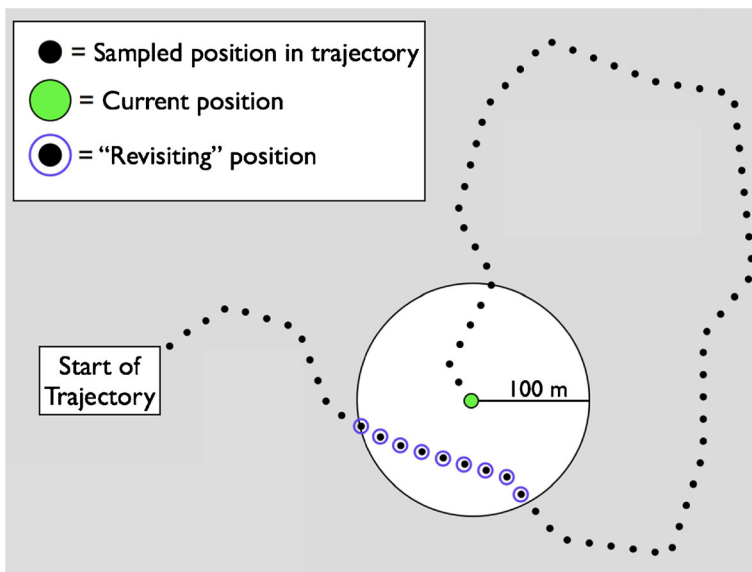 = Sampled position in trajectory
= Current position
= “Revisiting” position
Start of
Trajectory
100 m